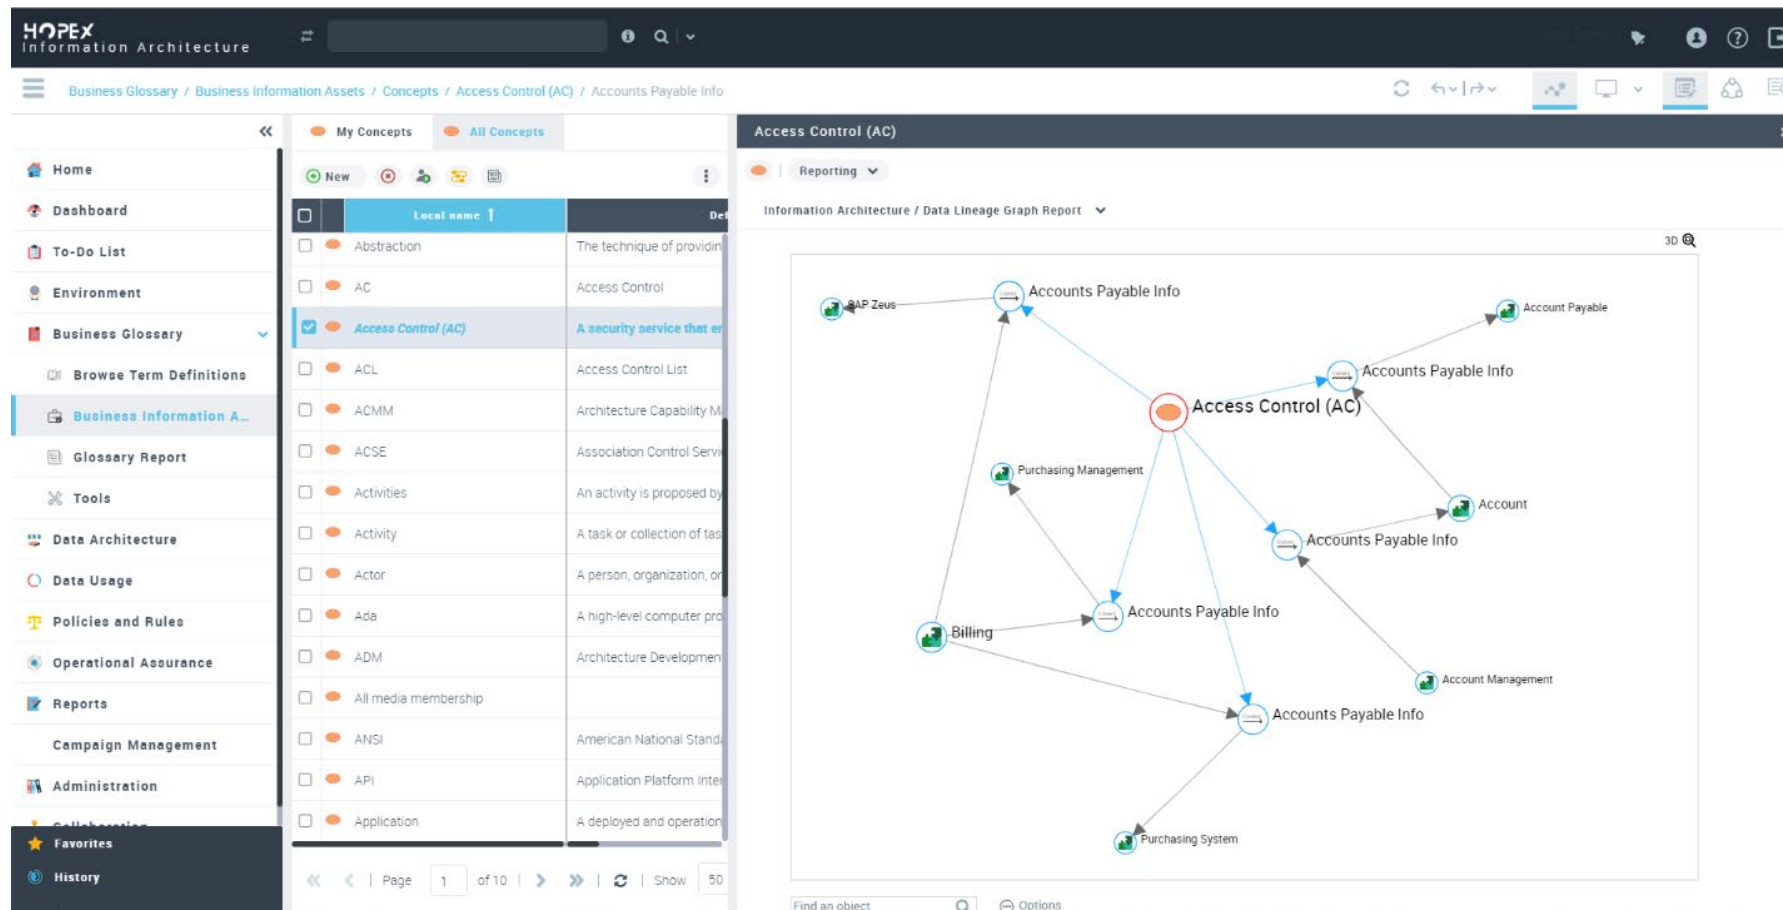 HOPEX
Information Architecture
Business Glossary / Business Information Assets / Concepts / Access Control (AC) / Accounts Payable Info
Home
Dashboard
To-Do List
Environment
Business Glossary
Browse Term Definitions
Business Information A...
Glossary Report
Tools
Data Architecture
Data Usage
Policies and Rules
Operational Assurance
Reports
Campaign Management
Administration
Collaboration
Favorites
History
My Concepts
All Concepts
New
Local name
Def
Abstraction
The technique of providin
AC
Access Control
Access Control (AC)
A security service that er
ACL
Access Control List
ACMM
Architecture Capability M
ACSE
Association Control Servi
Activities
An activity is proposed by
Activity
A task or collection of tas
Actor
A person, organization, or
Ada
A high-level computer pro
ADM
Architecture Developmen
All media membership
ANSI
American National Standa
API
Application Platform Inter
Application
A deployed and operation
Page 1 of 10
Show 50
Access Control (AC)
Reporting
Information Architecture / Data Lineage Graph Report
3D
Accounts Payable Info
SAP Zeus
Account Payable
Accounts Payable Info
Access Control (AC)
Purchasing Management
Account
Accounts Payable Info
Accounts Payable Info
Billing
Account Management
Accounts Payable Info
Purchasing System
Find an object
Options